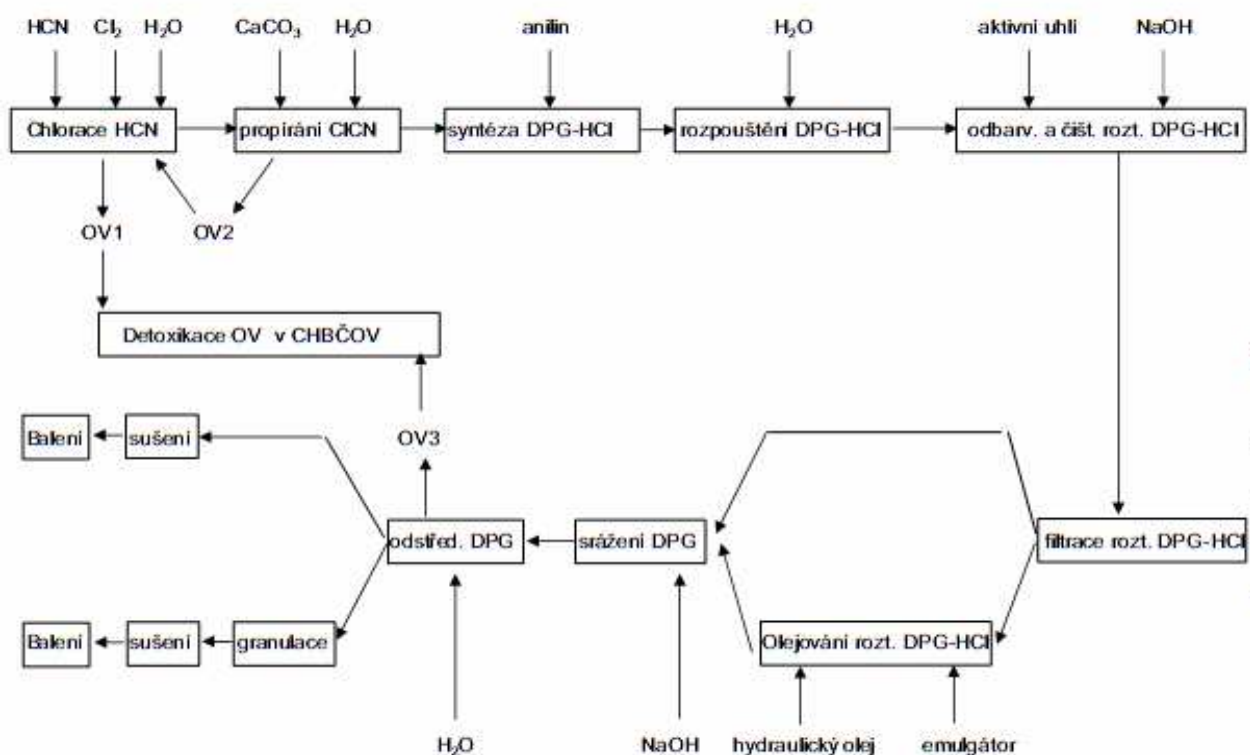 HCN Cl₂ H₂O CaCO₃ H₂O anilin H₂O aktivní uhlí NaOH
Chlorace HCN propírání ClCN syntéza DPG-HCl rozpouštění DPG-HCl odbarv. a čišt. rozt. DPG-HCl
OV1 OV2
Detoxikace OV v CHBČOV
Balení sušení OV3
odstřed. DPG srážení DPG filtrace rozt. DPG-HCl
Balení sušení granulace Olejování rozt. DPG-HCl
H₂O NaOH hydraulický olej emulgátor